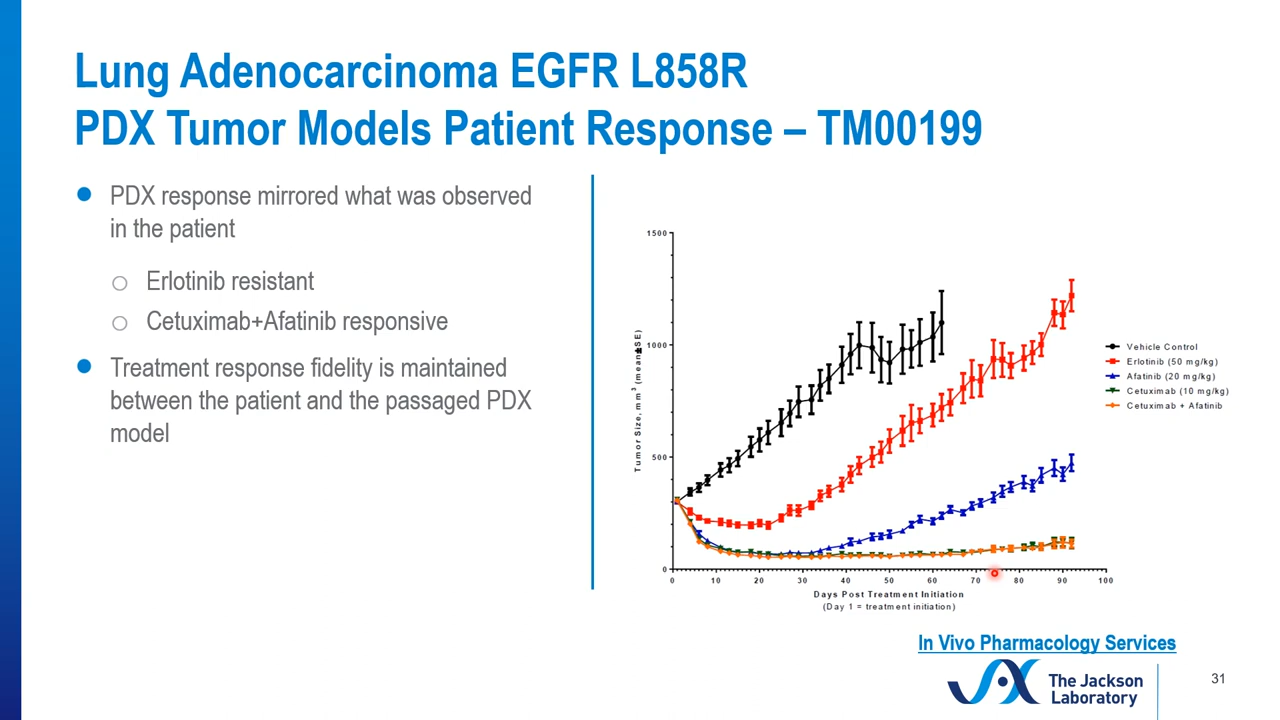 Lung Adenocarcinoma EGFR L858R
PDX Tumor Models Patient Response – TM00199
PDX response mirrored what was observed
in the patient
Erlotinib resistant
Cetuximab+Afatinib responsive
Treatment response fidelity is maintained
between the patient and the passaged PDX
model
Tumor Size, mm³ (mean±SE)
1500
1000
500
0
0 10 20 30 40 50 60 70 80 90 100
Days Post Treatment Initiation
(Day 1 = treatment initiation)
Vehicle Control
Erlotinib (50 mg/kg)
Afatinib (20 mg/kg)
Cetuximab (10 mg/kg)
Cetuximab + Afatinib
In Vivo Pharmacology Services
The Jackson
Laboratory
31